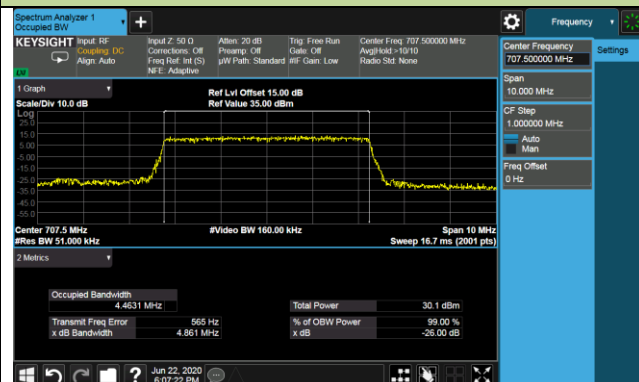 Spectrum Analyzer 1
Occupied BW
+
Frequency
KEYSIGHT
Input: RF
Coupling: DC
Align: Auto
Input Z: 50 Ω
Corrections: Off
Freq Ref: Int (S)
NFE: Adaptive
Atten: 20 dB
Preamp: Off
µW Path: Standard
Trig: Free Run
Gate: Off
#IF Gain: Low
Center Freq: 707.500000 MHz
Avg|Hold:>10/10
Radio Std: None
Center Frequency
707.500000 MHz
Settings
Span
10.000 MHz
CF Step
1.000000 MHz
Auto
Man
Freq Offset
0 Hz
1 Graph
Scale/Div 10.0 dB
Ref Lvl Offset 15.00 dB
Ref Value 35.00 dBm
Log
25.0
15.0
5.00
-5.00
-15.0
-25.0
-35.0
-45.0
-55.0
Center 707.5 MHz
#Res BW 51.000 kHz
#Video BW 160.00 kHz
Span 10 MHz
Sweep 16.7 ms (2001 pts)
2 Metrics
Occupied Bandwidth
4.4631 MHz
Total Power 30.1 dBm
Transmit Freq Error 565 Hz
% of OBW Power 99.00 %
x dB Bandwidth 4.861 MHz
x dB -26.00 dB
?
Jun 22, 2020
6:07:22 PM